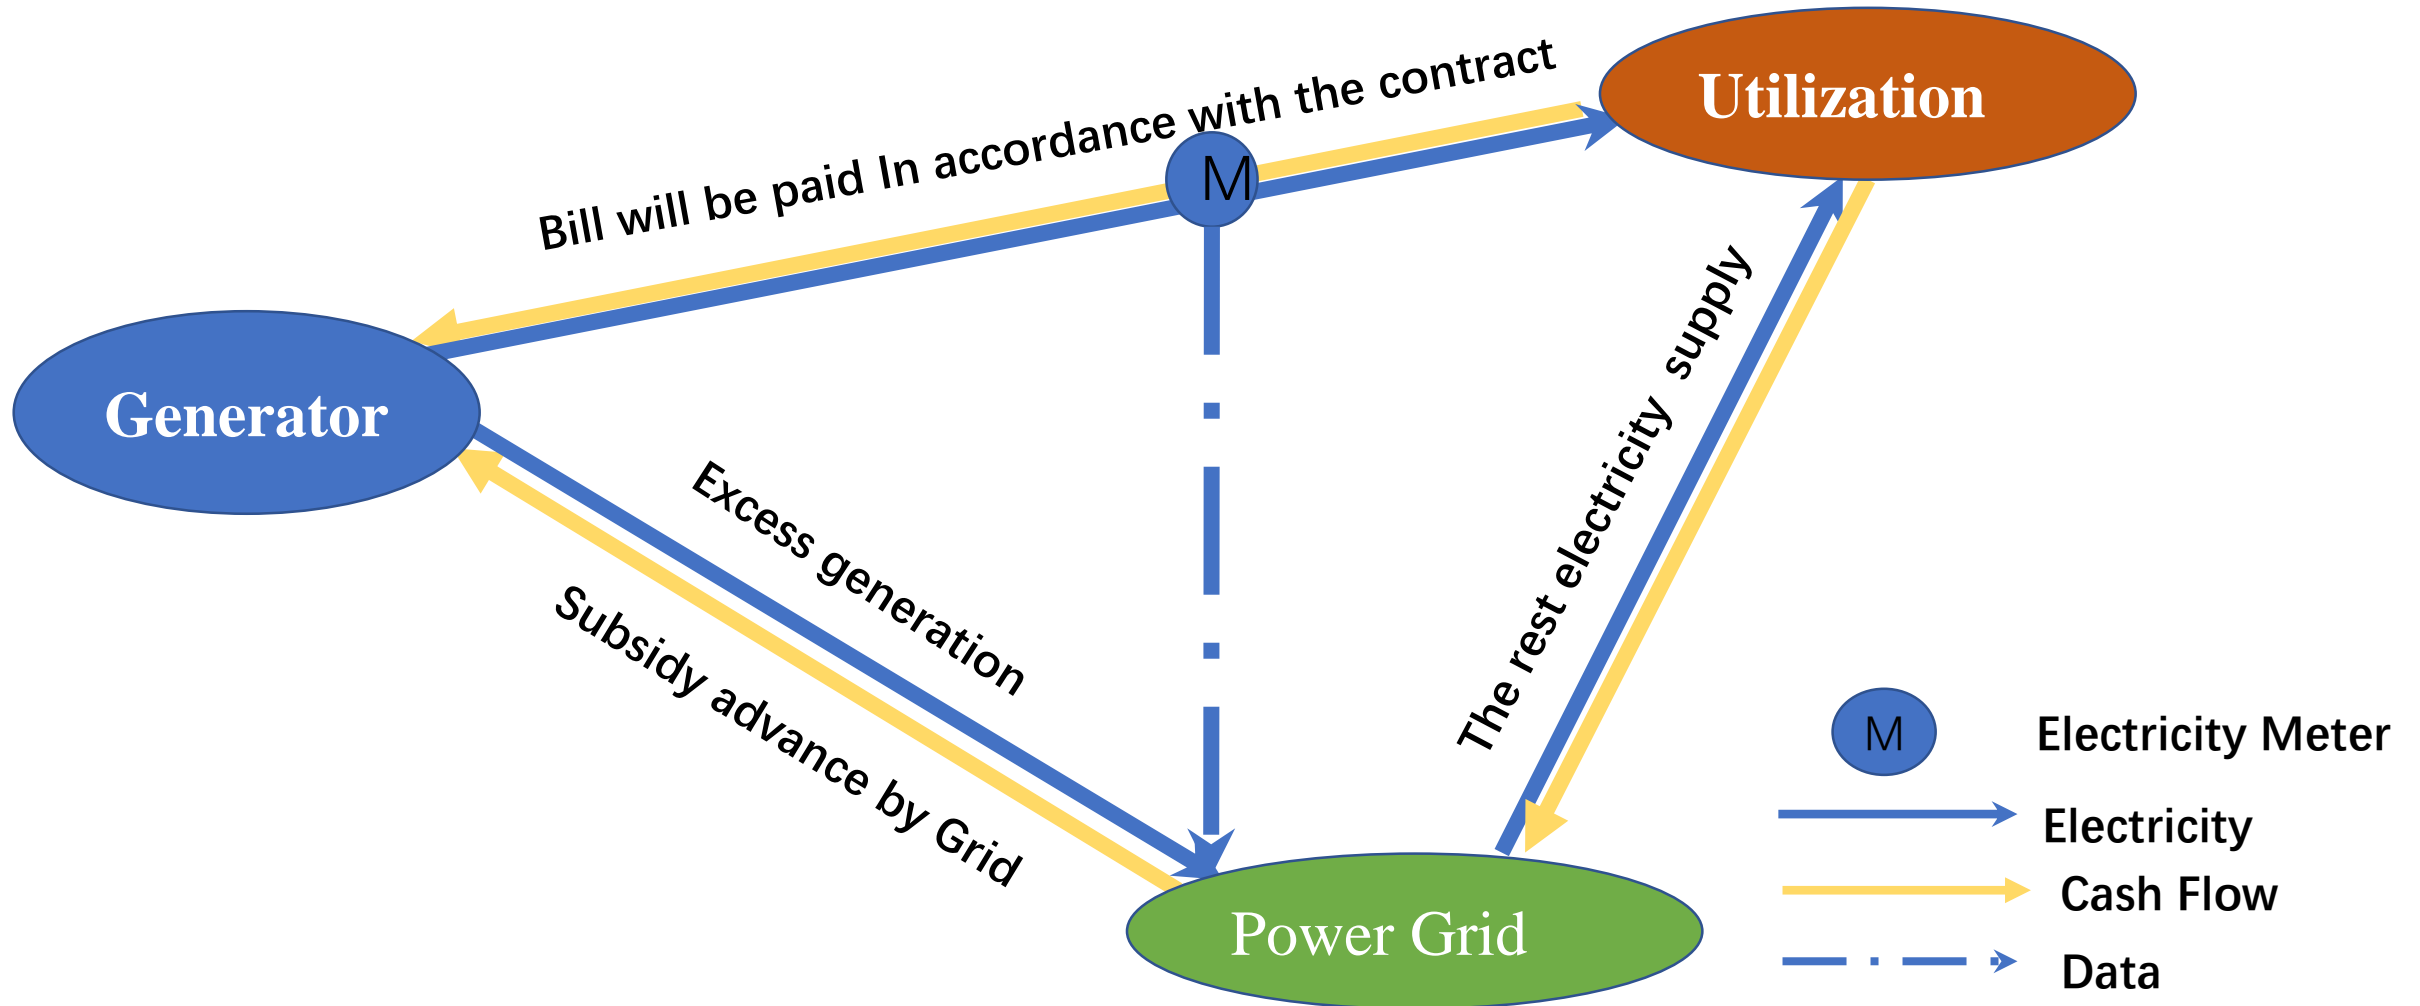 Utilization
Bill will be paid In accordance with the contract
M
Generator
Excess generation
Subsidy advance by Grid
The rest electricity supply
Power Grid
M
Electricity Meter
Electricity
Cash Flow
Data